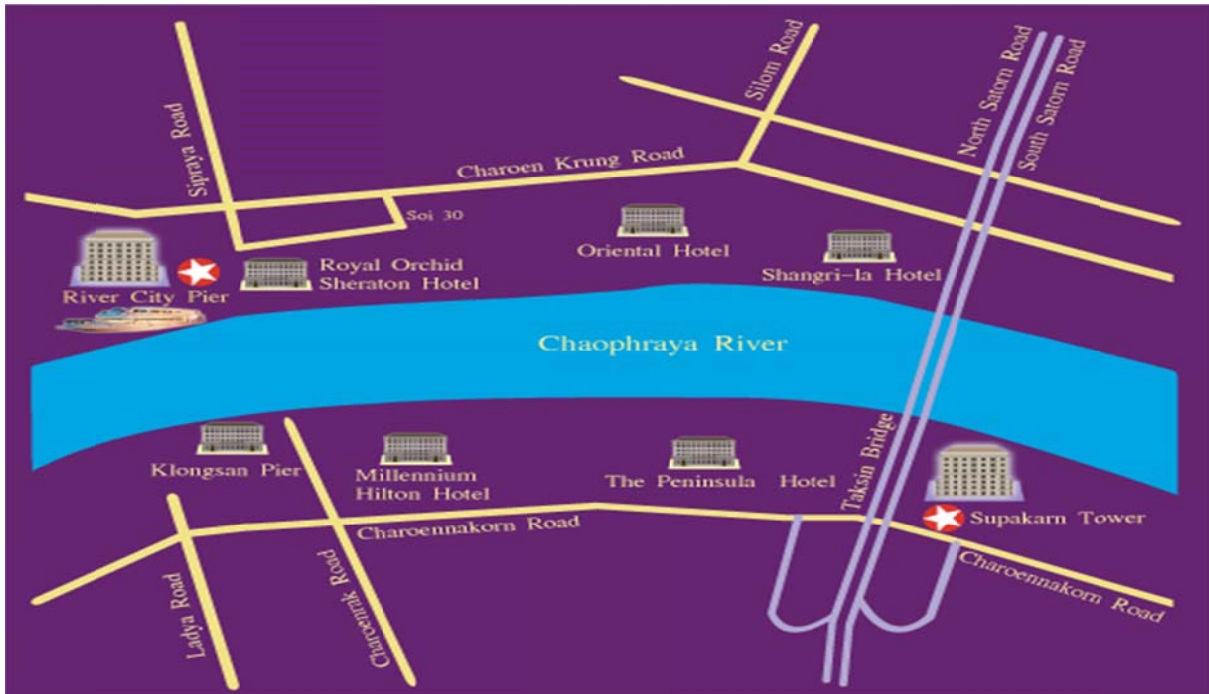 Sipraya Road
Silom Road
North Satorn Road
South Satorn Road
Charoen Krung Road
Soi 30
Oriental Hotel
Royal Orchid
Sheraton Hotel
Shangri-la Hotel
River City Pier
Chaophraya River
Taksin Bridge
Klongsan Pier
Millennium
Hilton Hotel
The Peninsula Hotel
Supakarn Tower
Charoennakorn Road
Charoennakorn Road
Ladya Road
Charoenrak Road